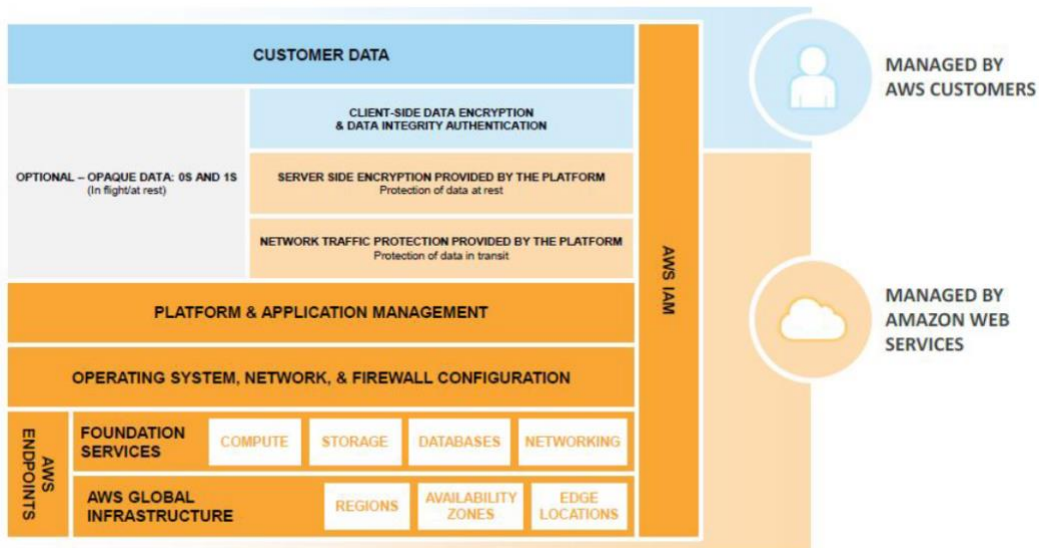 CUSTOMER DATA
MANAGED BY
AWS CUSTOMERS
CLIENT-SIDE DATA ENCRYPTION
& DATA INTEGRITY AUTHENTICATION
OPTIONAL – OPAQUE DATA: 0S AND 1S
(In flight/at rest)
SERVER SIDE ENCRYPTION PROVIDED BY THE PLATFORM
Protection of data at rest
NETWORK TRAFFIC PROTECTION PROVIDED BY THE PLATFORM
Protection of data in transit
AWS IAM
PLATFORM & APPLICATION MANAGEMENT
MANAGED BY
AMAZON WEB
SERVICES
OPERATING SYSTEM, NETWORK, & FIREWALL CONFIGURATION
AWS
ENDPOINTS
FOUNDATION
SERVICES
COMPUTE
STORAGE
DATABASES
NETWORKING
AWS GLOBAL
INFRASTRUCTURE
REGIONS
AVAILABILITY
ZONES
EDGE
LOCATIONS